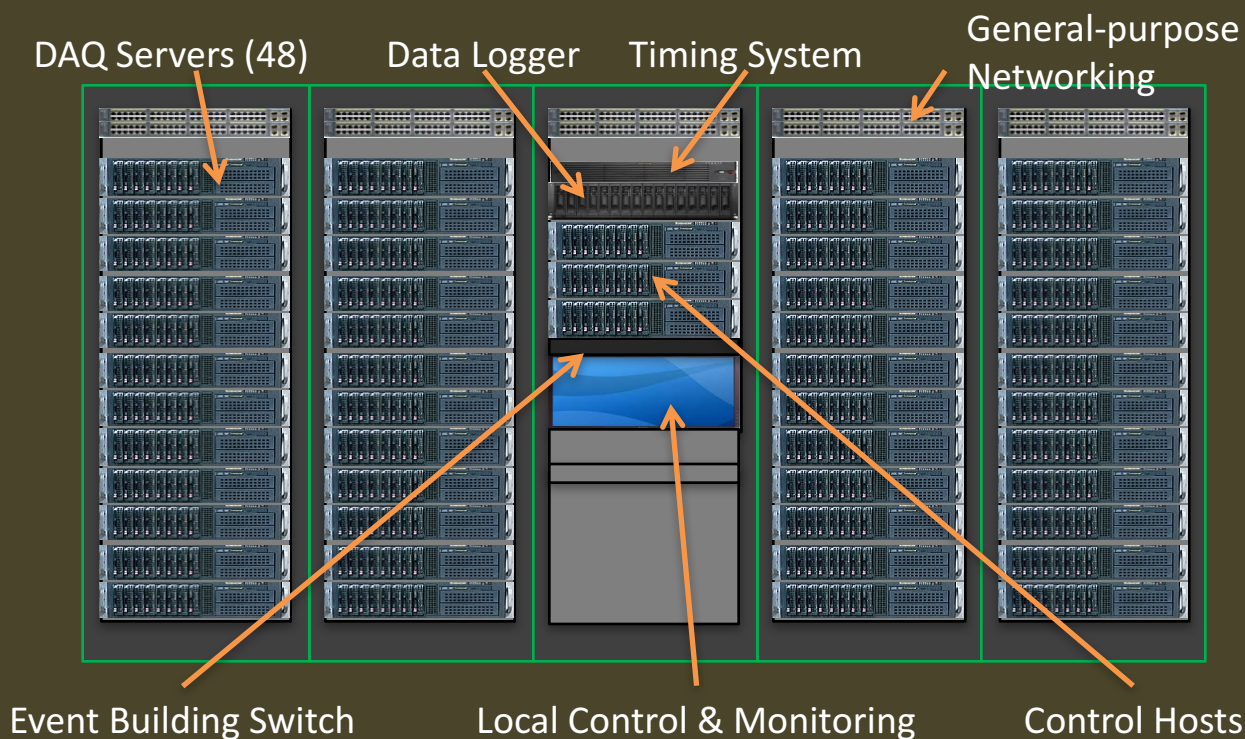 DAQ Servers (48)
Data Logger
Timing System
General-purpose
Networking
Event Building Switch
Local Control & Monitoring
Control Hosts